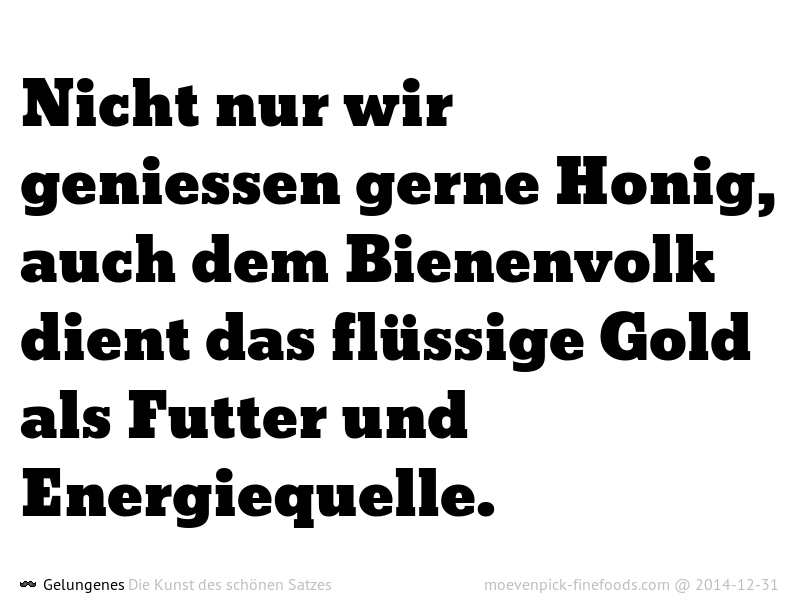 Nicht nur wir
geniessen gerne Honig,
auch dem Bienenvolk
dient das flüssige Gold
als Futter und
Energiequelle.
Gelungenes Die Kunst des schönen Satzes
moevenpick-finefoods.com @ 2014-12-31